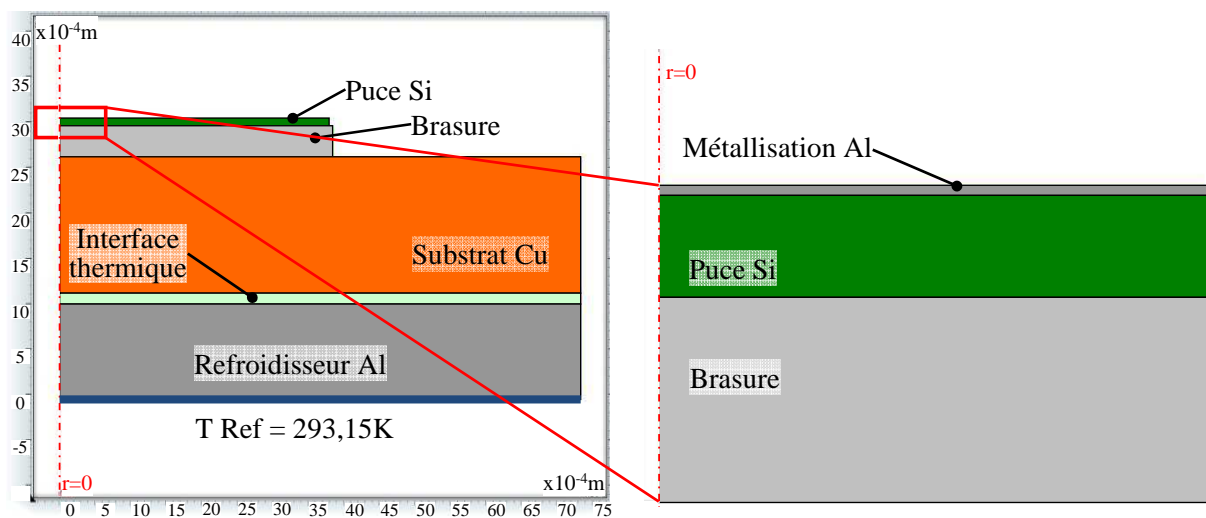 x10⁻⁴m
40
35
30
25
20
15
10
5
0
-5
r=0
Puce Si
Brasure
Interface
thermique
Substrat Cu
Refroidisseur Al
T Ref = 293,15K
r=0
x10⁻⁴m
0 5 10 15 20 25 30 35 40 45 50 55 60 65 70 75
Métallisation Al
Puce Si
Brasure